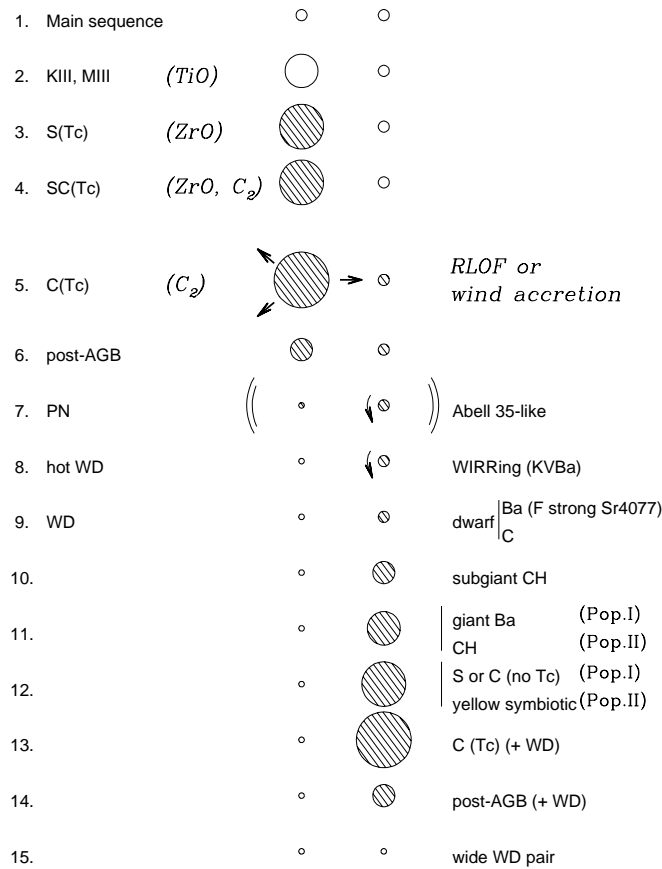 1. Main sequence
2. KIII, MIII (TiO)
3. S(Tc) (ZrO)
4. SC(Tc) (ZrO, C₂)
5. C(Tc) (C₂) RLOF or
wind accretion
6. post-AGB
7. PN Abell 35-like
8. hot WD WIRRing (KVBa)
9. WD dwarf Ba (F strong Sr4077)
C
10. subgiant CH
11. giant Ba (Pop.I)
CH (Pop.II)
12. S or C (no Tc) (Pop.I)
yellow symbiotic (Pop.II)
13. C (Tc) (+ WD)
14. post-AGB (+ WD)
15. wide WD pair